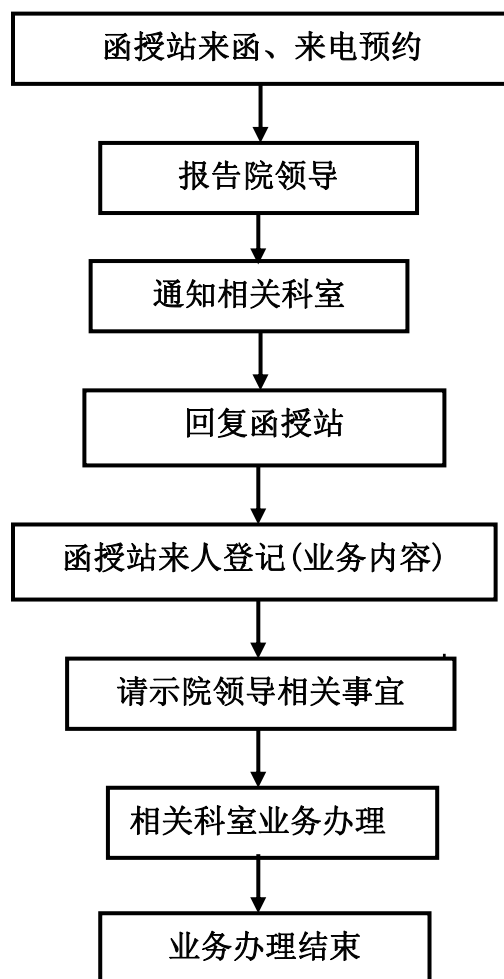 函授站来函、来电预约
报告院领导
通知相关科室
回复函授站
函授站来人登记(业务内容)
请示院领导相关事宜
相关科室业务办理
业务办理结束